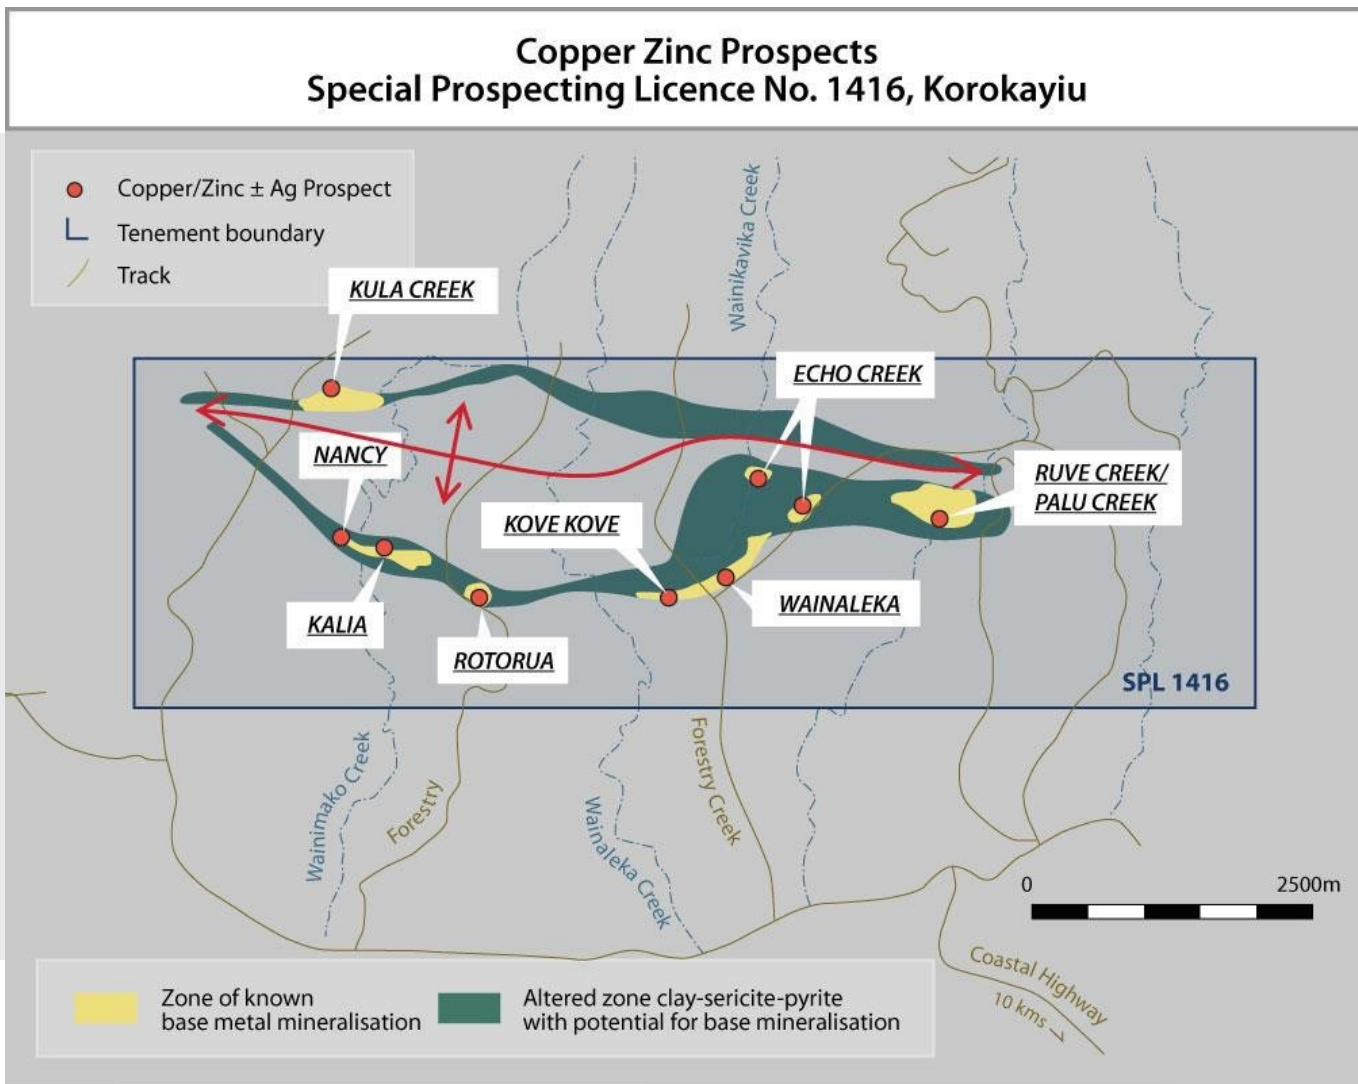 Copper Zinc Prospects
Special Prospecting Licence No. 1416, Korokayiu
Copper/Zinc ± Ag Prospect
Tenement boundary
Track
KULA CREEK
Wainikavika Creek
ECHO CREEK
NANCY
RUVE CREEK/
PALU CREEK
KOVE KOVE
KALIA
WAINALEKA
ROTORUA
SPL 1416
Wainimako Creek
Forestry
Wainaleka Creek
Forestry Creek
0
2500m
Coastal Highway
10 kms
Zone of known
base metal mineralisation
Altered zone clay-sericite-pyrite
with potential for base mineralisation